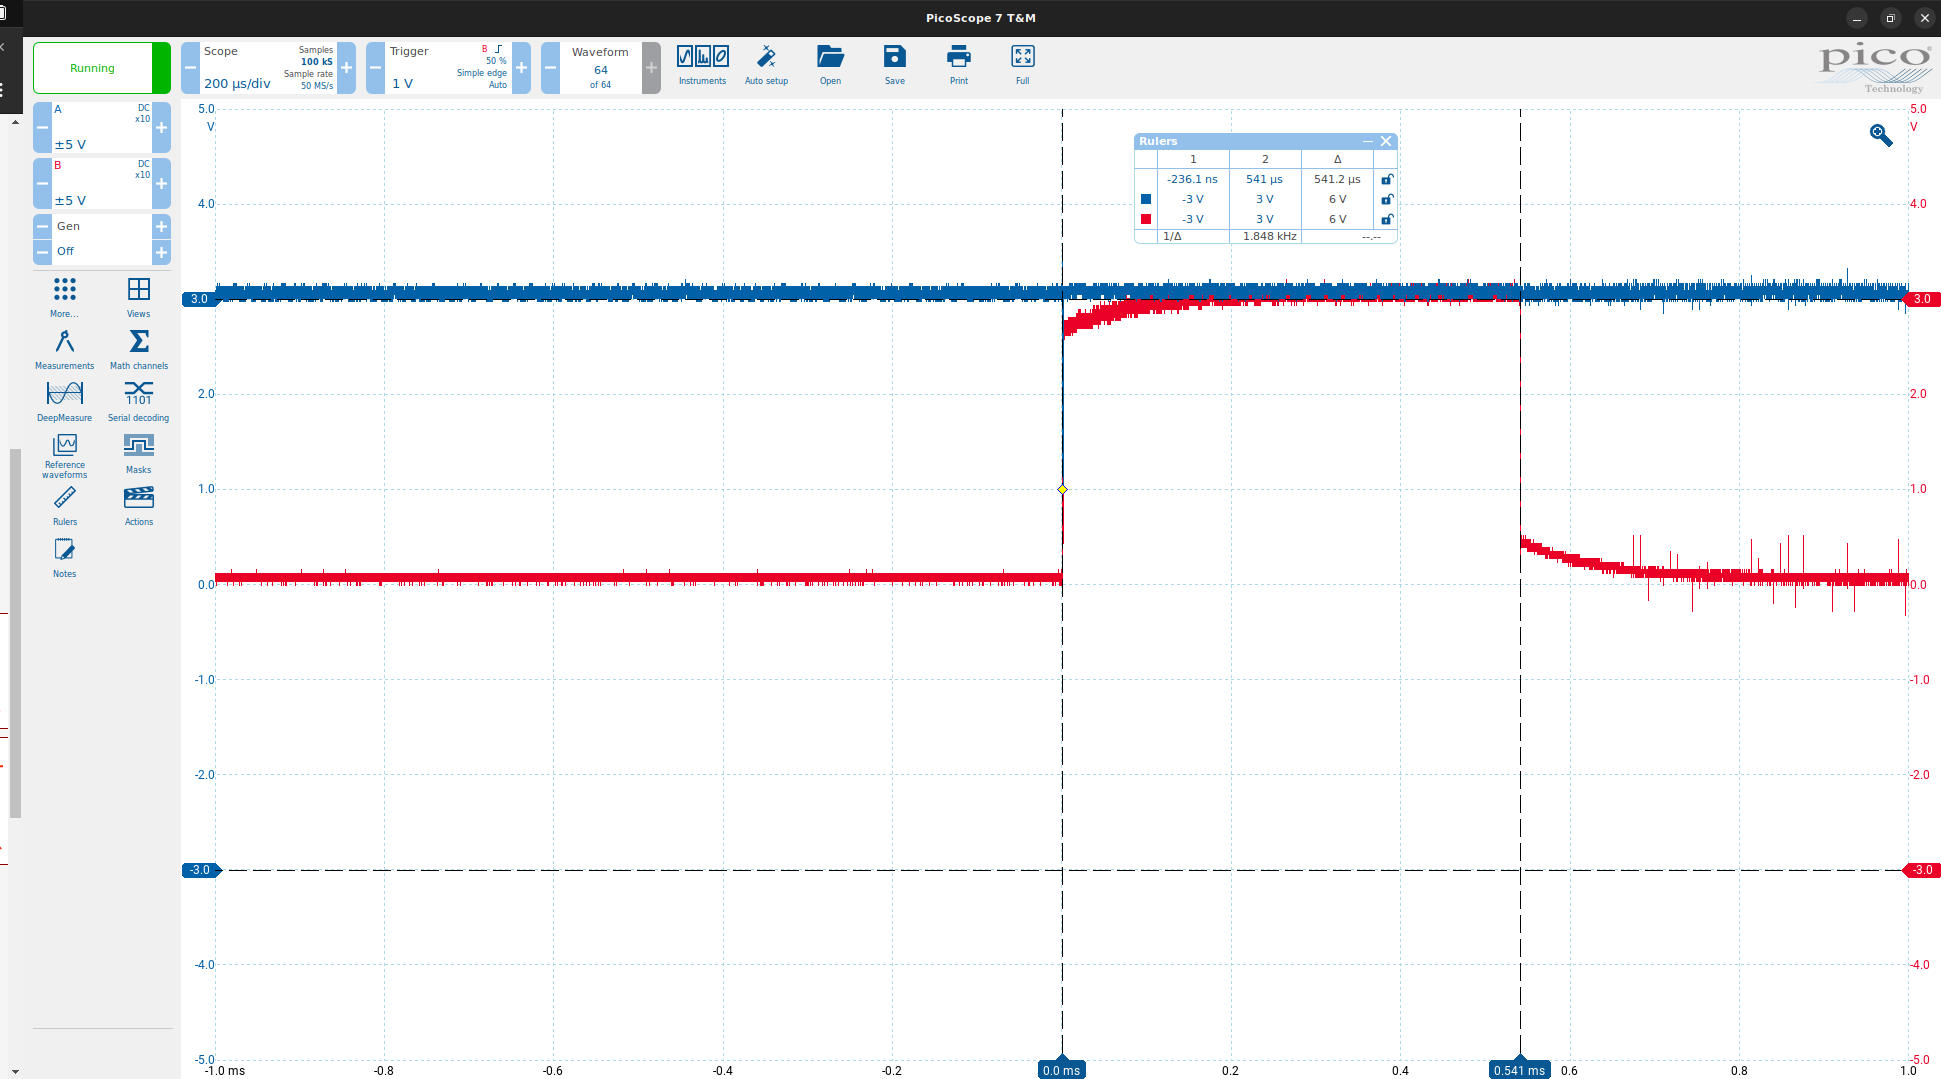 PicoScope 7 T&M
Running
Scope
200 µs/div
Samples
100 kS
Sample rate
50 MS/s
Trigger
1 V
B
50 %
Simple edge
Auto
Waveform
64
of 64
Instruments
Auto setup
Open
Save
Print
Full
pico
Technology
A
DC
x10
±5 V
B
DC
x10
±5 V
Gen
Off
More...
Views
Measurements
Math channels
DeepMeasure
1101
Serial decoding
Reference
waveforms
Masks
Rulers
Actions
Notes
Rulers
1 2 Δ
-236.1 ns 541 µs 541.2 µs
-3 V 3 V 6 V
-3 V 3 V 6 V
1/Δ 1.848 kHz --.--
5.0
V
4.0
3.0
2.0
1.0
0.0
-1.0
-2.0
-3.0
-4.0
-5.0
5.0
V
4.0
3.0
2.0
1.0
0.0
-1.0
-2.0
-3.0
-4.0
-5.0
-1.0 ms -0.8 -0.6 -0.4 -0.2 0.0 ms 0.2 0.4 0.541 ms 0.6 0.8 1.0